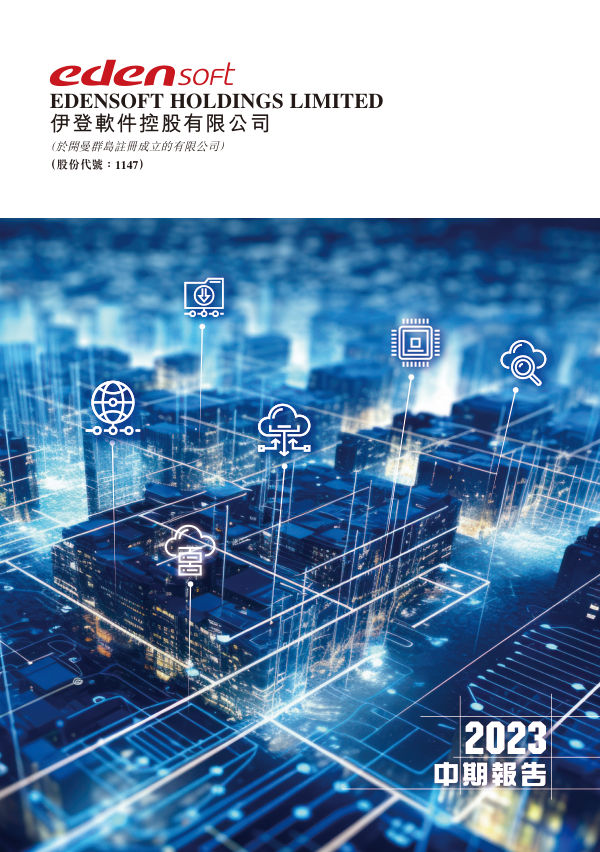 edensoft
EDENSOFT HOLDINGS LIMITED
伊登軟件控股有限公司
(於開曼群島註冊成立的有限公司)
(股份代號：1147)
2023
中期報告